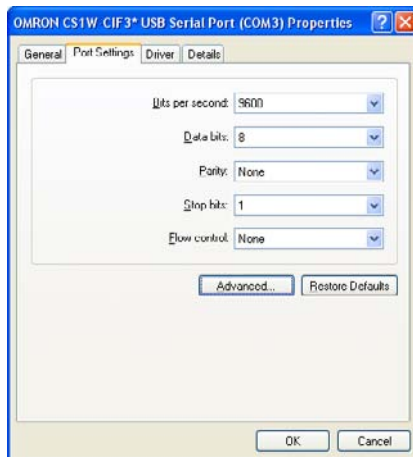 OMRON CS1W-CIF3* USB Serial Port (COM3) Properties
General Port Settings Driver Details
Bits per second: 9600
Data bits: 8
Parity: None
Stop bits: 1
Flow control: None
Advanced... Restore Defaults
OK Cancel